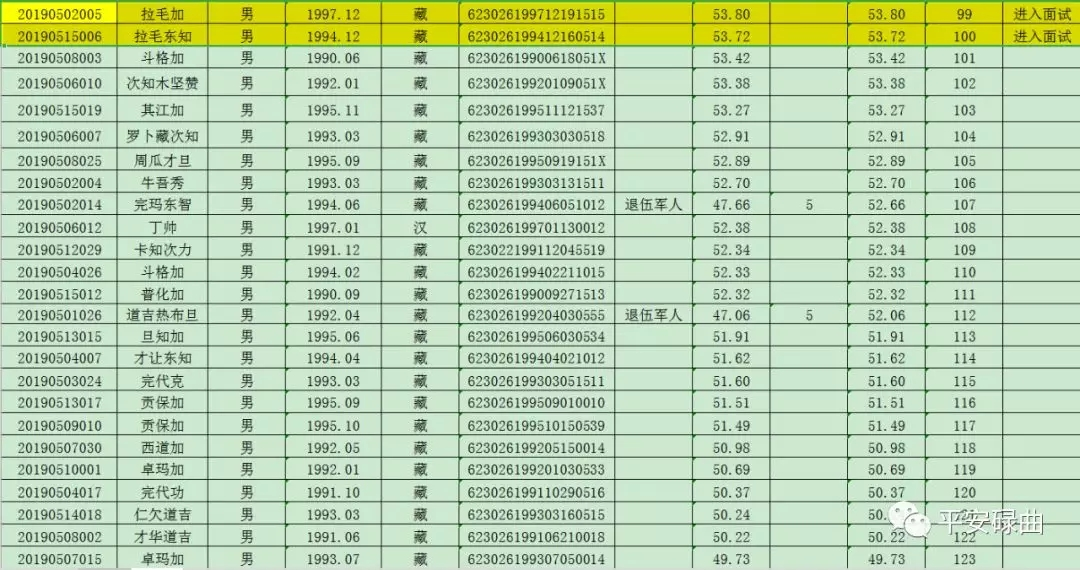 20190502005 拉毛加 男 1997.12 藏 623026199712191515 53.80 53.80 99 进入面试
20190515006 拉毛东知 男 1994.12 藏 623026199412160514 53.72 53.72 100 进入面试
20190508003 斗格加 男 1990.06 藏 62302619900618051X 53.42 53.42 101
20190506010 次知木坚赞 男 1992.01 藏 62302619920109051X 53.38 53.38 102
20190515019 其江加 男 1995.11 藏 623026199511121537 53.27 53.27 103
20190506007 罗卜藏次知 男 1993.03 藏 623026199303030518 52.91 52.91 104
20190508025 周瓜才旦 男 1995.09 藏 62302619950919151X 52.89 52.89 105
20190502004 牛吾秀 男 1993.03 藏 623026199303131511 52.70 52.70 106
20190502014 完玛东智 男 1994.06 藏 623026199406051012 退伍军人 47.66 5 52.66 107
20190506012 丁帅 男 1997.01 汉 623026199701130012 52.38 52.38 108
20190512029 卡知次力 男 1991.12 藏 623022199112045519 52.34 52.34 109
20190504026 斗格加 男 1994.02 藏 623026199402211015 52.33 52.33 110
20190515012 普化加 男 1990.09 藏 623026199009271513 52.32 52.32 111
20190501026 道吉热布旦 男 1992.04 藏 623026199204030555 退伍军人 47.06 5 52.06 112
20190513015 旦知加 男 1995.06 藏 623026199506030534 51.91 51.91 113
20190504007 才让东知 男 1994.04 藏 623026199404021012 51.62 51.62 114
20190503024 完代克 男 1993.03 藏 623026199303051511 51.60 51.60 115
20190513017 贡保加 男 1995.09 藏 623026199509010010 51.51 51.51 116
20190509010 贡保加 男 1995.10 藏 623026199510150539 51.49 51.49 117
20190507030 西道加 男 1992.05 藏 623026199205150014 50.98 50.98 118
20190510001 卓玛加 男 1992.01 藏 623026199201030533 50.69 50.69 119
20190504017 完代功 男 1991.10 藏 623026199110290516 50.37 50.37 120
20190514018 仁欠道吉 男 1993.03 藏 623026199303160515 50.24
20190508002 才华道吉 男 1991.06 藏 623026199106210018 50.22 50.22 122
20190507015 卓玛加 男 1993.07 藏 623026199307050014 49.73 49.73 123
平安碌曲